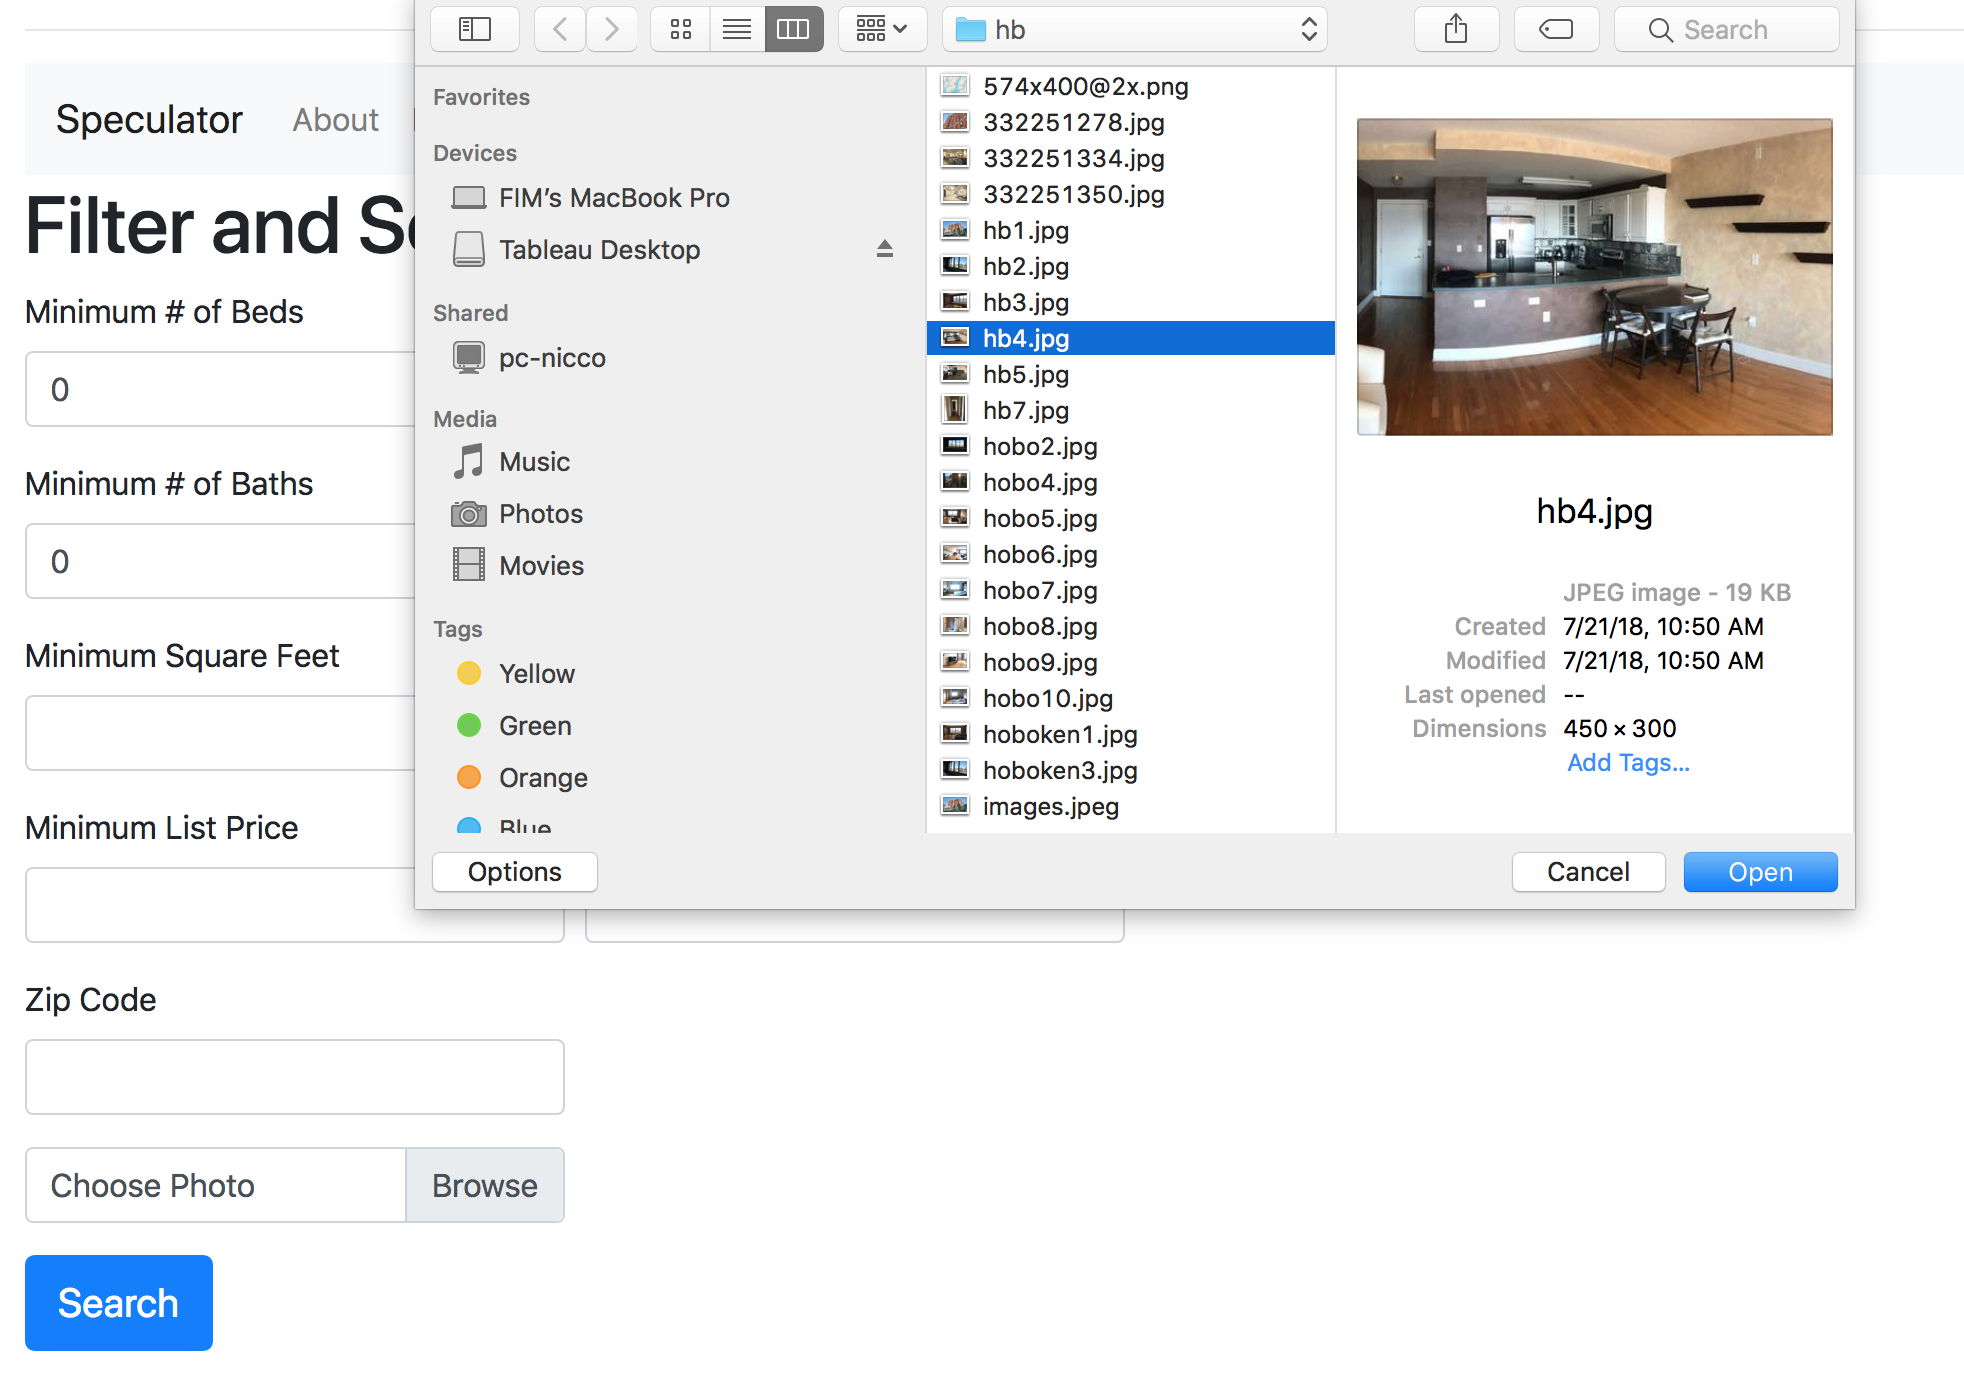 hb
Search
Speculator
About
Filter and S
Minimum # of Beds
0
Minimum # of Baths
0
Minimum Square Feet
Minimum List Price
Zip Code
Choose Photo
Browse
Search
Favorites
Devices
FIM’s MacBook Pro
Tableau Desktop
Shared
pc-nicco
Media
Music
Photos
Movies
Tags
Yellow
Green
Orange
Blue
Options
574x400@2x.png
332251278.jpg
332251334.jpg
332251350.jpg
hb1.jpg
hb2.jpg
hb3.jpg
hb4.jpg
hb5.jpg
hb7.jpg
hobo2.jpg
hobo4.jpg
hobo5.jpg
hobo6.jpg
hobo7.jpg
hobo8.jpg
hobo9.jpg
hobo10.jpg
hoboken1.jpg
hoboken3.jpg
images.jpeg
hb4.jpg
JPEG image - 19 KB
Created 7/21/18, 10:50 AM
Modified 7/21/18, 10:50 AM
Last opened --
Dimensions 450 × 300
Add Tags...
Cancel
Open